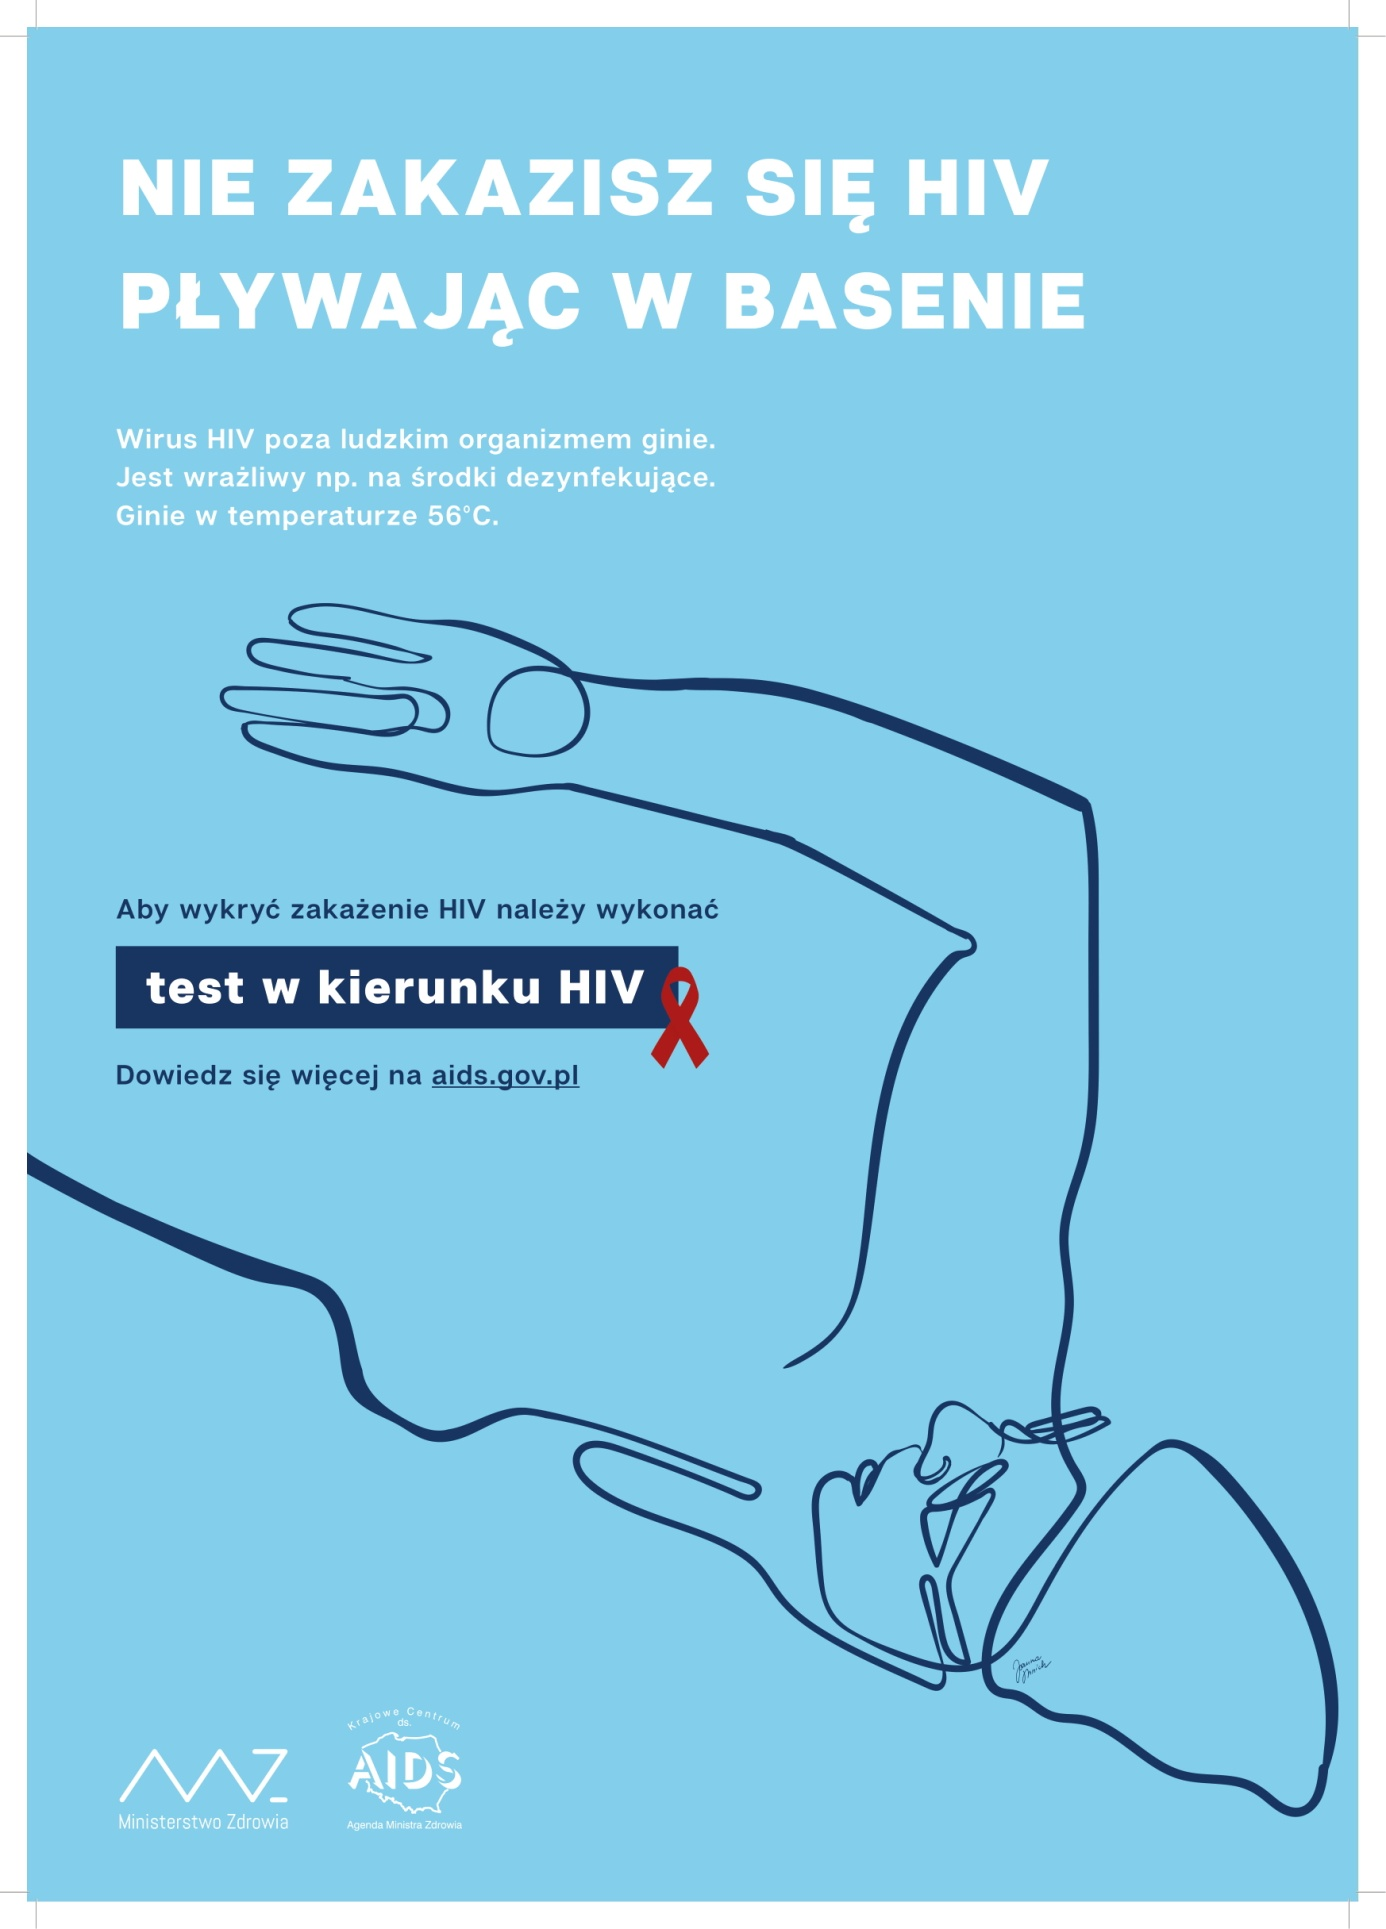 NIE ZAKAZISZ SIĘ HIV
PŁYWAJĄC W BASENIE
Wirus HIV poza ludzkim organizmem ginie.
Jest wrażliwy np. na środki dezynfekujące.
Ginie w temperaturze 56°C.
Aby wykryć zakażenie HIV należy wykonać
test w kierunku HIV
Dowiedz się więcej na aids.gov.pl
Krajowe Centrum
ds.
AIDS
Agenda Ministra Zdrowia
MZ
Ministerstwo Zdrowia